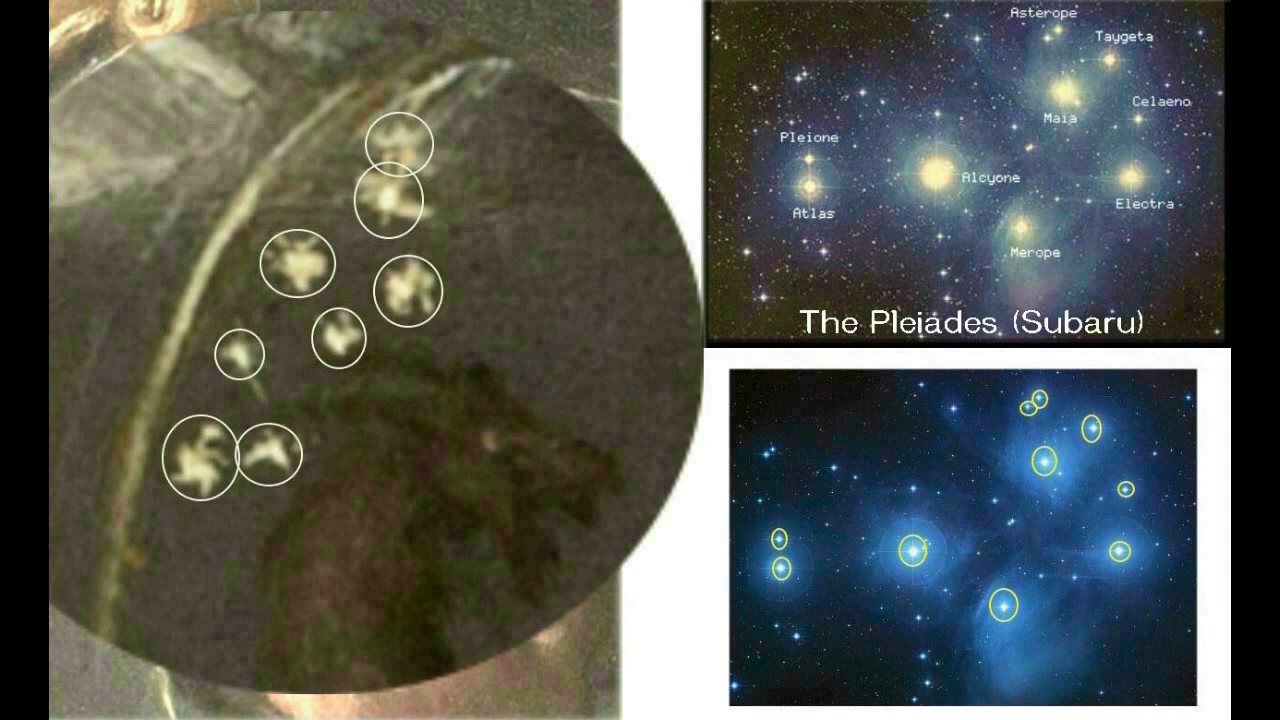 Asterope
Taygeta
Celaeno
Maia
Pleione
Alcyone
Electra
Atlas
Merope
The Pleiades (Subaru)